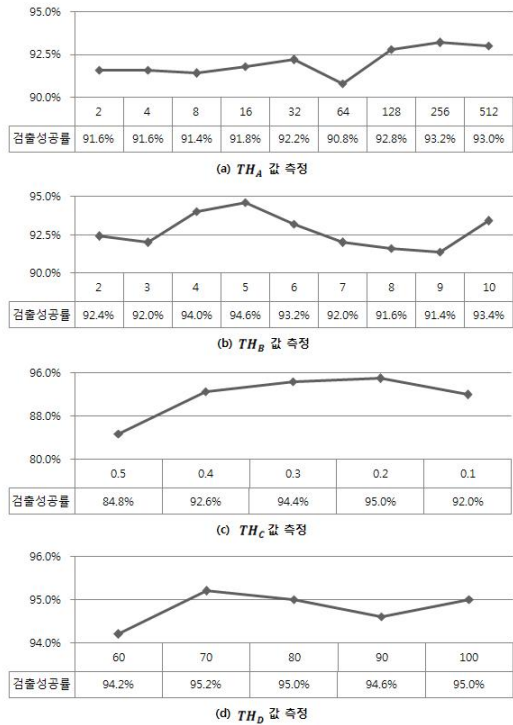 95.0%
92.5%
90.0%
2 4 8 16 32 64 128 256 512
검출성공률 91.6% 91.6% 91.4% 91.8% 92.2% 90.8% 92.8% 93.2% 93.0%
(a) TH_A 값 측정
95.0%
92.5%
90.0%
2 3 4 5 6 7 8 9 10
검출성공률 92.4% 92.0% 94.0% 94.6% 93.2% 92.0% 91.6% 91.4% 93.4%
(b) TH_B 값 측정
96.0%
88.0%
80.0%
0.5 0.4 0.3 0.2 0.1
검출성공률 84.8% 92.6% 94.4% 95.0% 92.0%
(c) TH_C 값 측정
96.0%
95.0%
94.0%
60 70 80 90 100
검출성공률 94.2% 95.2% 95.0% 94.6% 95.0%
(d) TH_D 값 측정